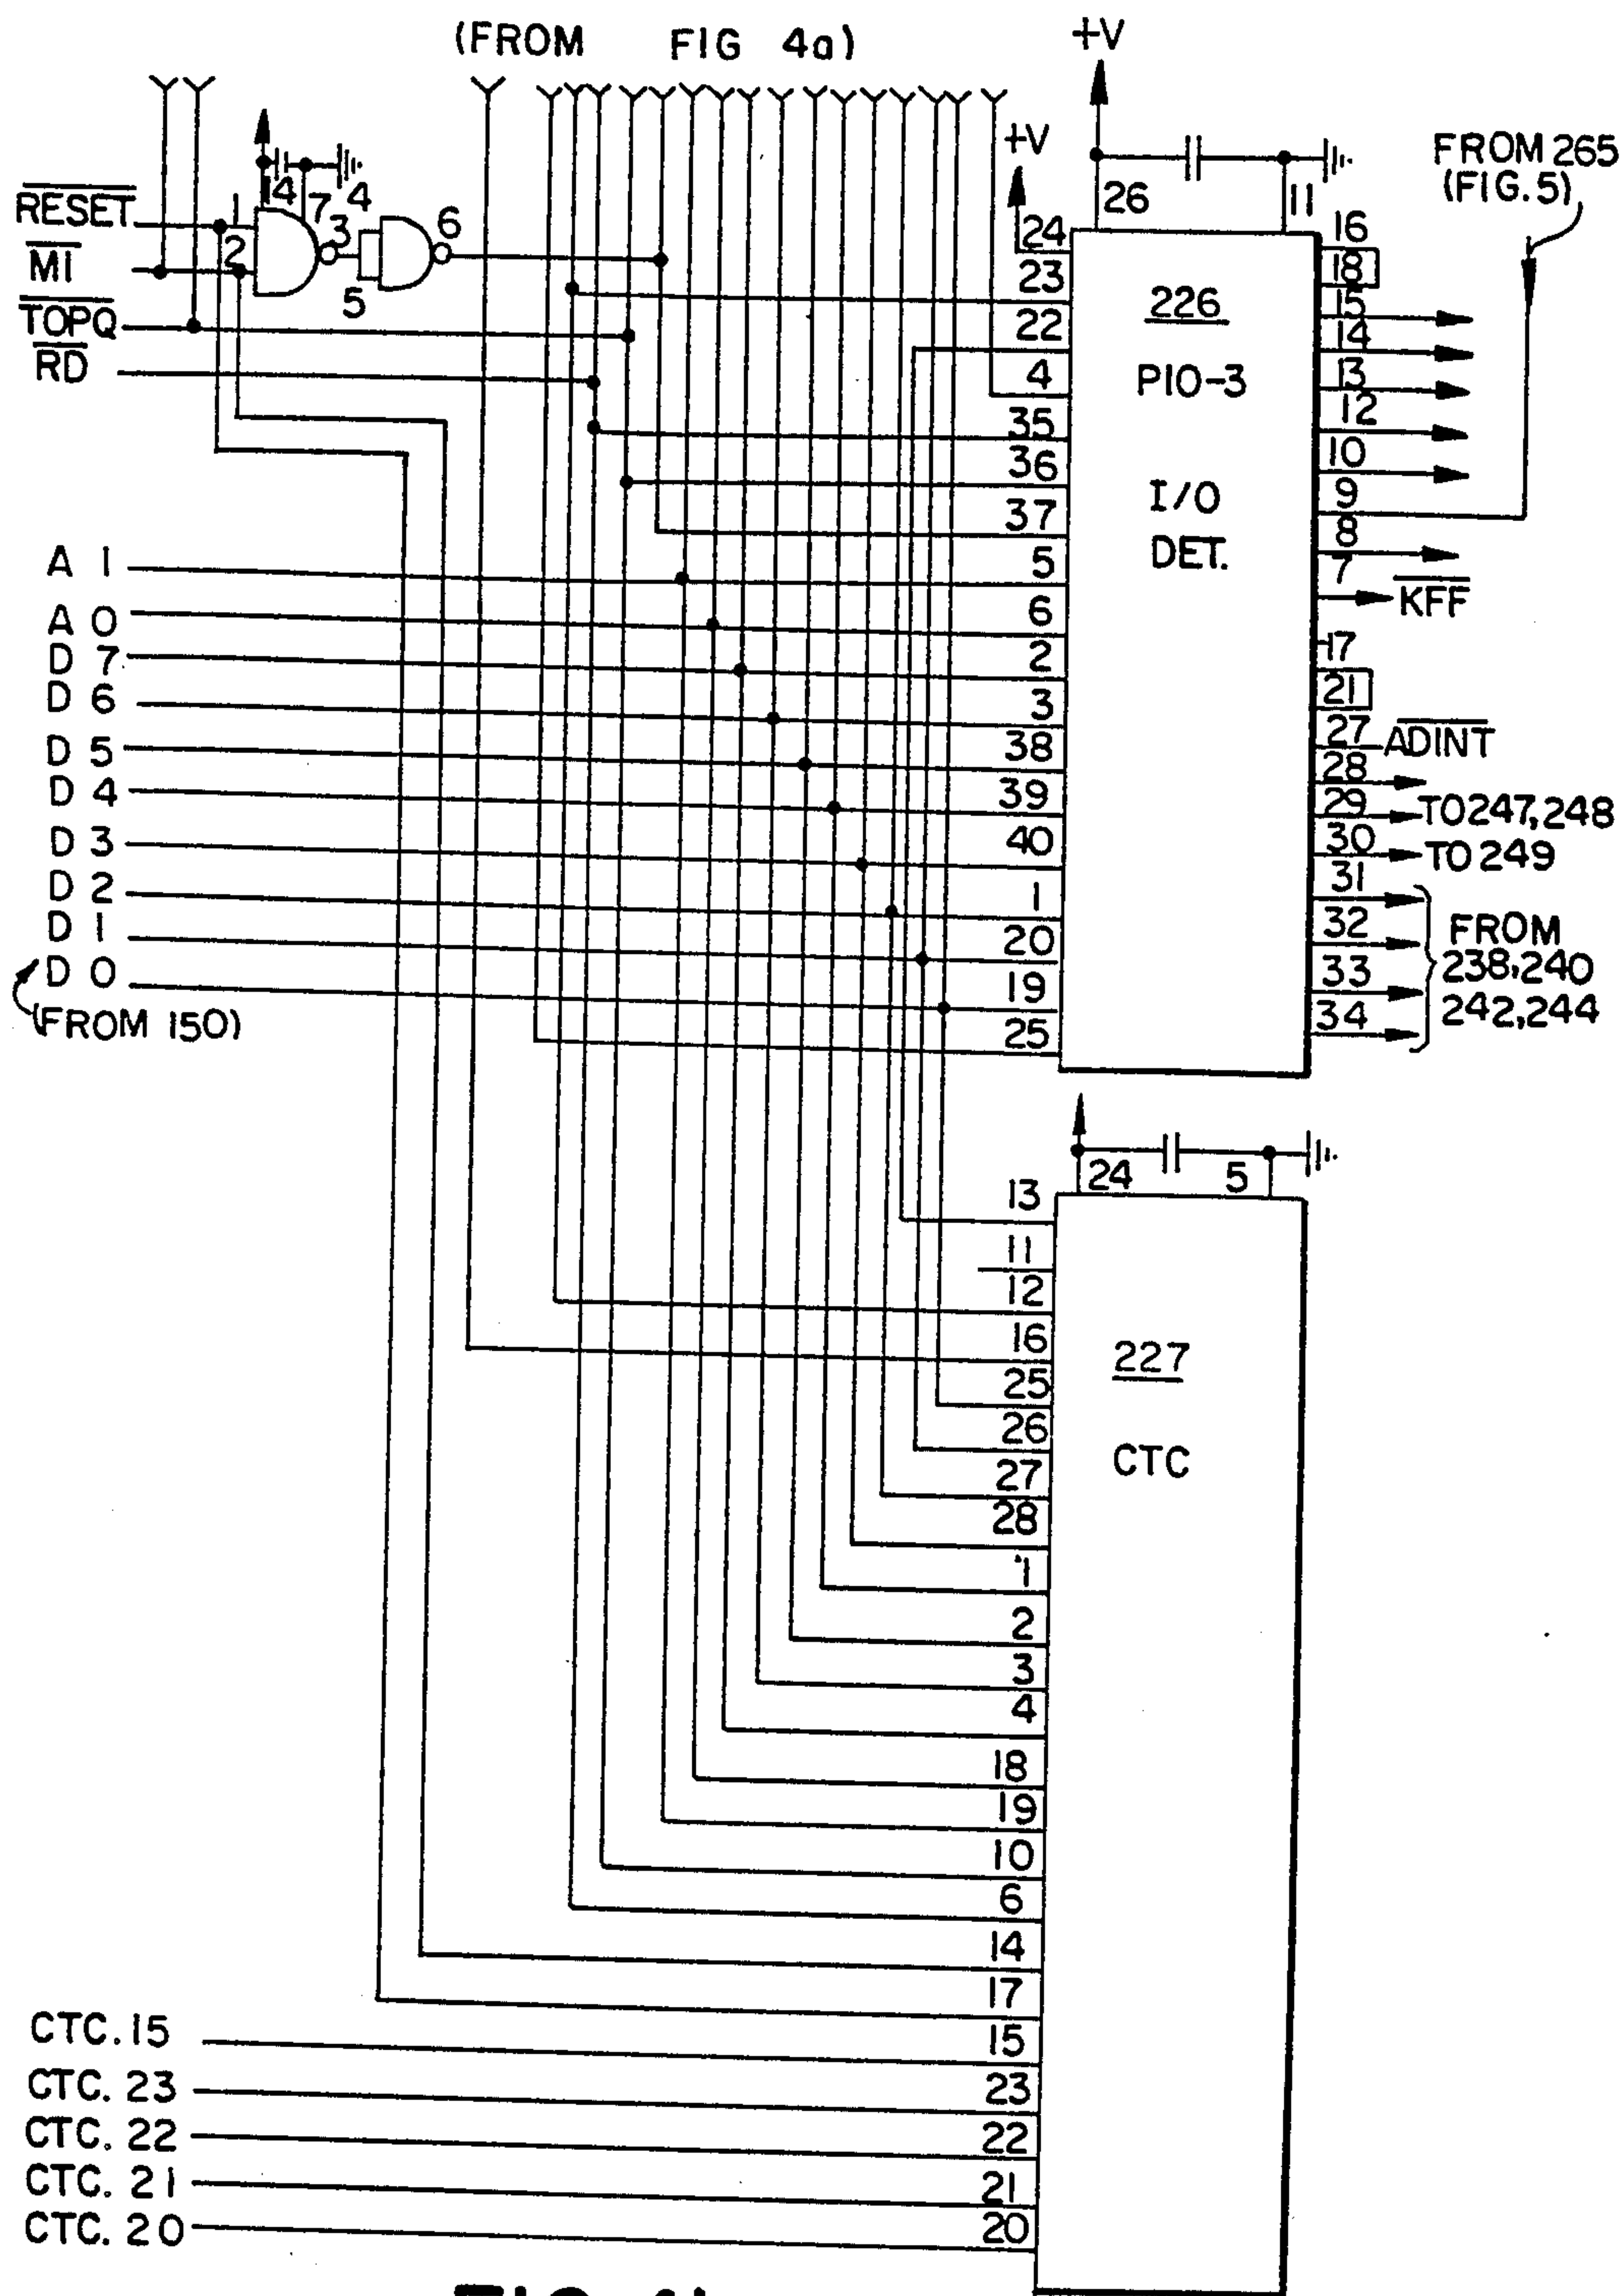 (FROM FIG 4a)
+V
+V
FROM 265
(FIG. 5)
RESET
MI
TOPQ
RD
1
2
14
7
3
4
5
6
26
11
24
23
22
4
35
36
37
5
6
2
3
38
39
40
1
20
19
25
226
PIO-3
I/O
DET.
16
18
15
14
13
12
10
9
8
7
KFF
17
21
27
ADINT
28
29
TO 247,248
30
TO 249
31
32
33
34
FROM
238,240
242,244
A 1
A 0
D 7
D 6
D 5
D 4
D 3
D 2
D 1
D 0
(FROM 150)
24
5
13
11
12
16
25
26
27
28
1
2
3
4
18
19
10
6
14
17
15
23
22
21
20
227
CTC
CTC. 15
CTC. 23
CTC. 22
CTC. 21
CTC. 20